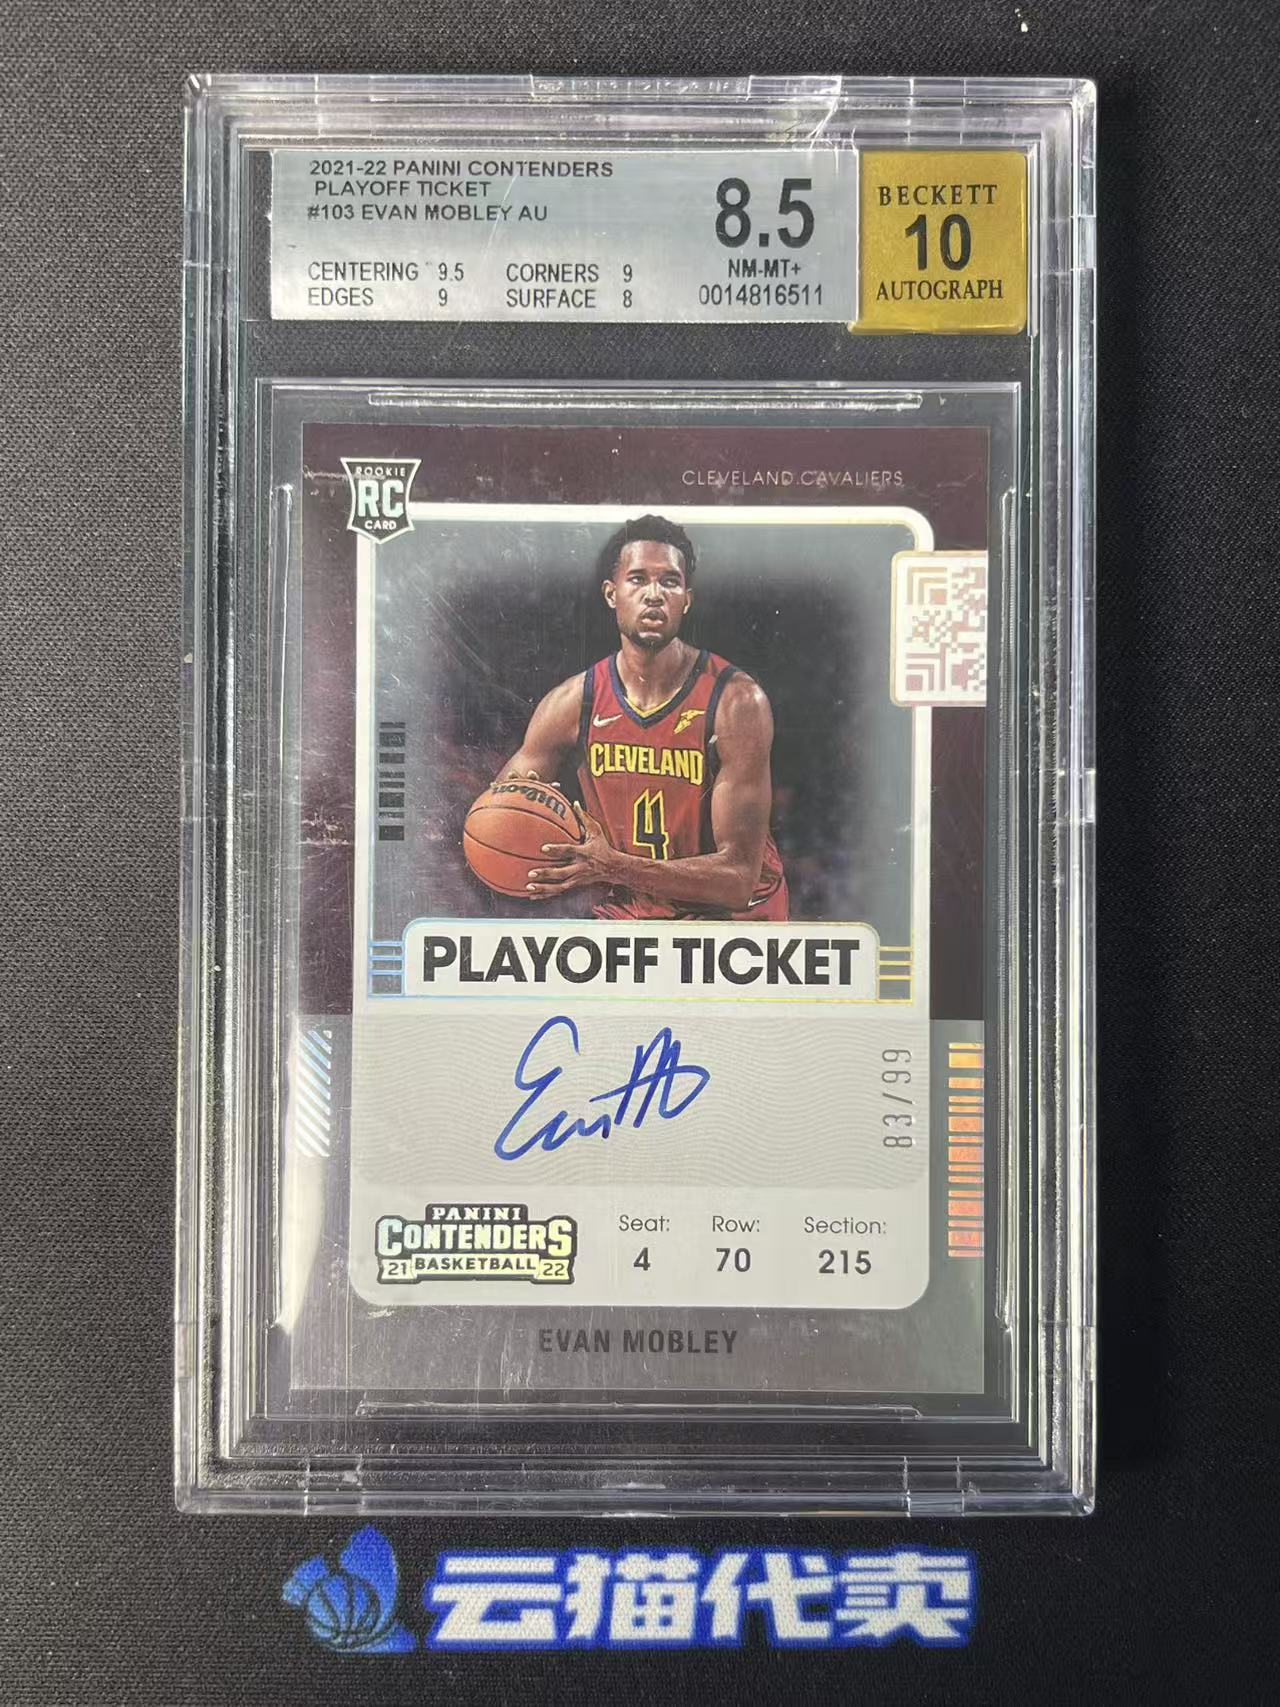 2021-22 PANINI CONTENDERS
PLAYOFF TICKET
#103 EVAN MOBLEY AU
CENTERING 9.5 CORNERS 9
EDGES 9 SURFACE 8
8.5
NM-MT+
0014816511
BECKETT
10
AUTOGRAPH
ROOKIE
RC
CARD
CLEVELAND CAVALIERS
Wilson
CLEVELAND
4
PLAYOFF TICKET
83/99
PANINI
CONTENDERS
21 BASKETBALL 22
Seat: Row: Section:
4 70 215
EVAN MOBLEY
云猫代卖